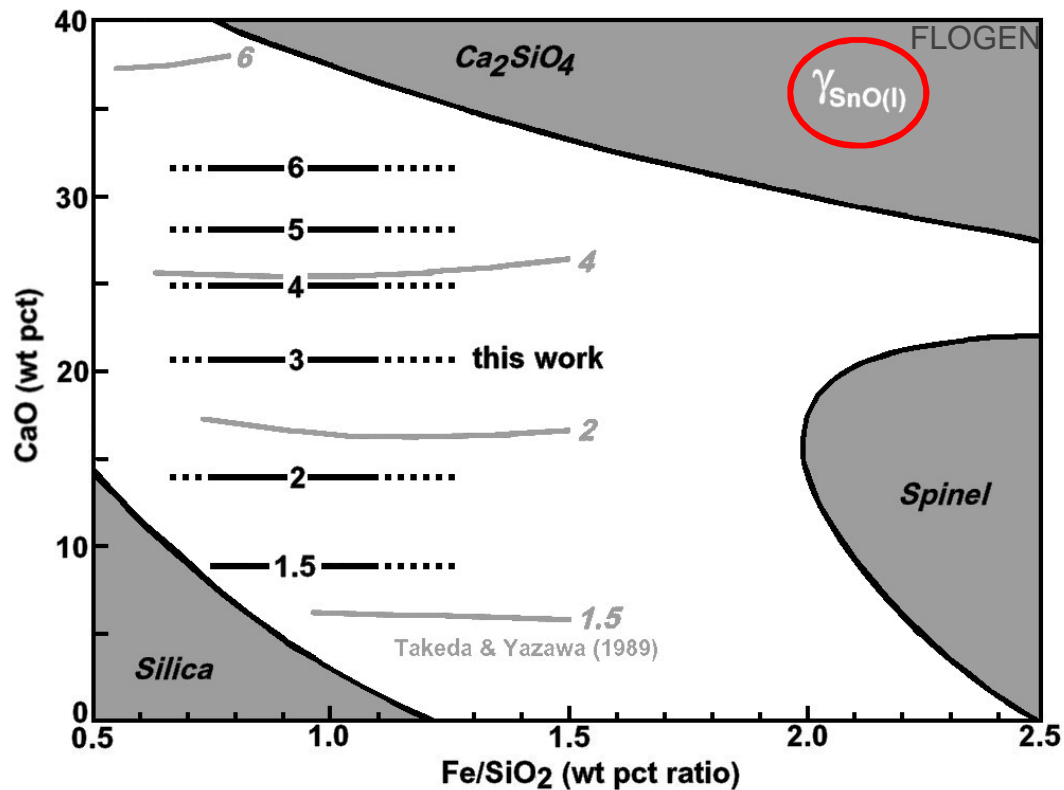 40
FLOGEN
6
Ca2SiO4
γSnO(l)
6
30
5
4
4
CaO (wt pct)
20
3
this work
2
2
Spinel
10
1.5
1.5
Takeda & Yazawa (1989)
Silica
0
0.5
1.0
1.5
2.0
2.5
Fe/SiO2 (wt pct ratio)